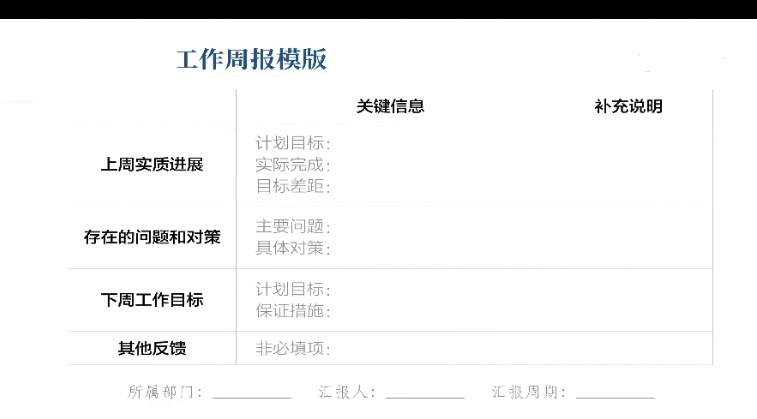 工作周报模版
关键信息 补充说明
上周实质进展
计划目标：
实际完成：
目标差距：
存在的问题和对策
主要问题：
具体对策：
下周工作目标
计划目标：
保证措施：
其他反馈
非必填项：
所属部门：________ 汇报人：________ 汇报周期：________